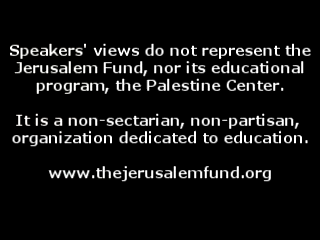 Speakers' views do not represent the
Jerusalem Fund, nor its educational
program, the Palestine Center.
It is a non-sectarian, non-partisan,
organization dedicated to education.
www.thejerusalemfund.org